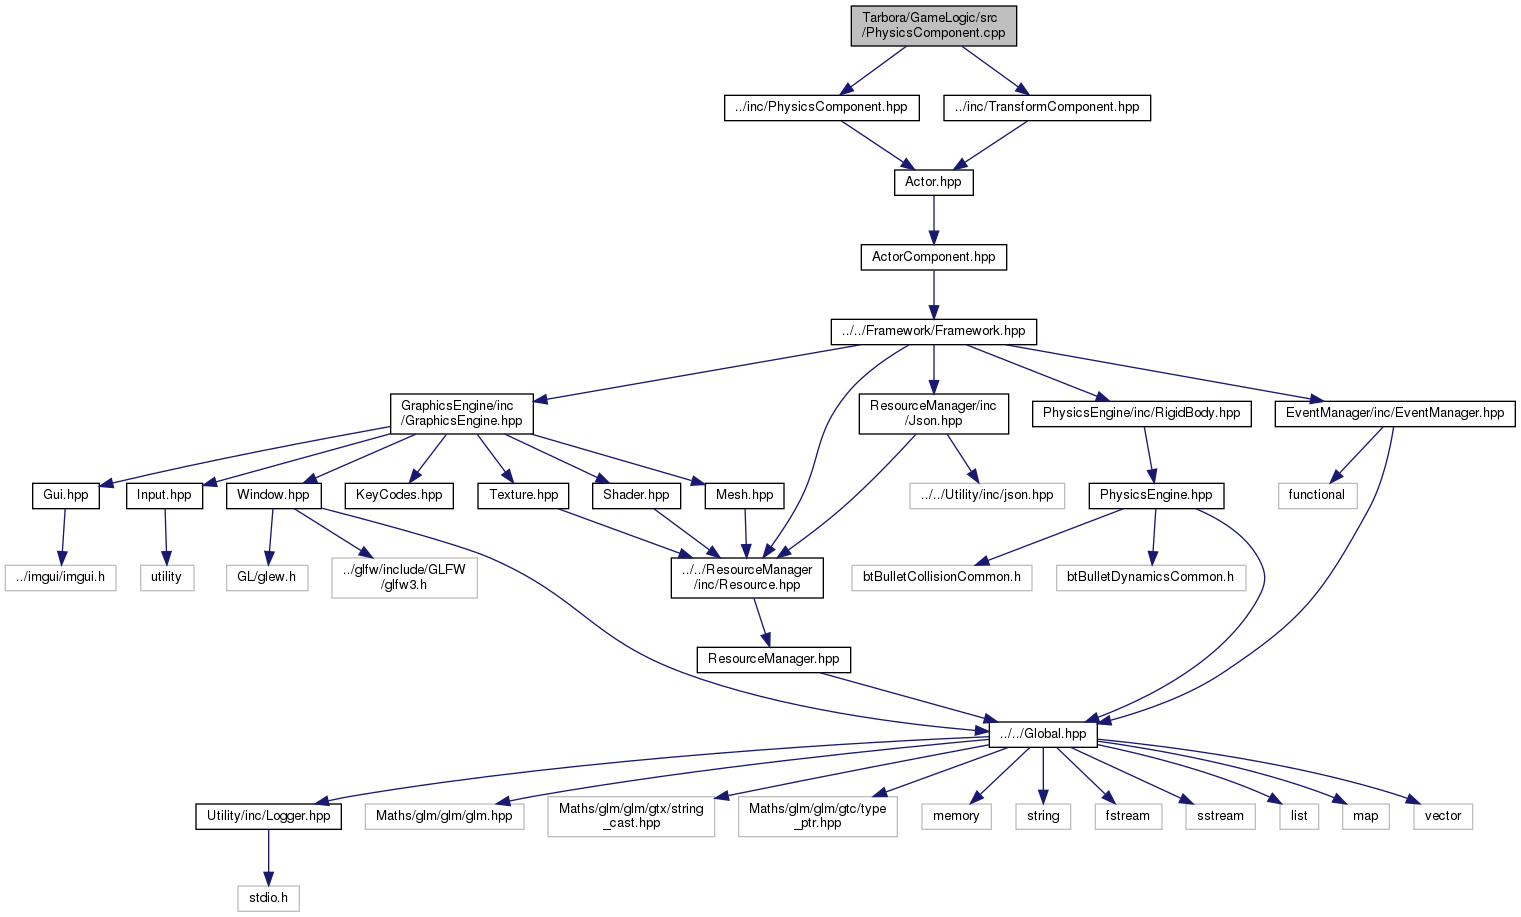 Tarbora/GameLogic/src
/PhysicsComponent.cpp
../inc/PhysicsComponent.hpp
../inc/TransformComponent.hpp
Actor.hpp
ActorComponent.hpp
../../Framework/Framework.hpp
GraphicsEngine/inc
/GraphicsEngine.hpp
ResourceManager/inc
/Json.hpp
PhysicsEngine/inc/RigidBody.hpp
EventManager/inc/EventManager.hpp
Gui.hpp
Input.hpp
Window.hpp
KeyCodes.hpp
Texture.hpp
Shader.hpp
Mesh.hpp
../../Utility/inc/json.hpp
PhysicsEngine.hpp
functional
../imgui/imgui.h
utility
GL/glew.h
../glfw/include/GLFW
/glfw3.h
../../ResourceManager
/inc/Resource.hpp
btBulletCollisionCommon.h
btBulletDynamicsCommon.h
ResourceManager.hpp
../../Global.hpp
Utility/inc/Logger.hpp
Maths/glm/glm/glm.hpp
Maths/glm/glm/gtx/string
_cast.hpp
Maths/glm/glm/gtc/type
_ptr.hpp
memory
string
fstream
sstream
list
map
vector
stdio.h